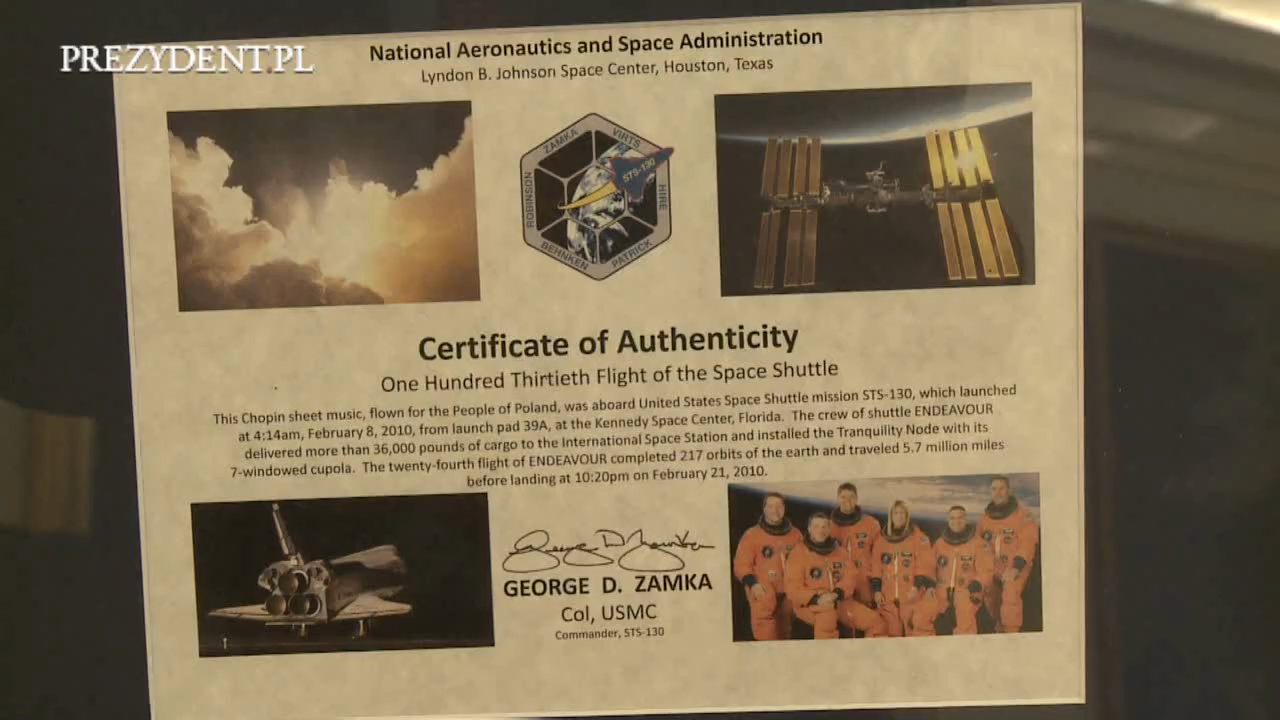 PREZYDENT.PL
National Aeronautics and Space Administration
Lyndon B. Johnson Space Center, Houston, Texas
ZAMKA
VIRTS
ROBINSON
STS-130
HIRE
BEHNKEN
PATRICK
Certificate of Authenticity
One Hundred Thirtieth Flight of the Space Shuttle
This Chopin sheet music, flown for the People of Poland, was aboard United States Space Shuttle mission STS-130, which launched
at 4:14am, February 8, 2010, from launch pad 39A, at the Kennedy Space Center, Florida. The crew of shuttle ENDEAVOUR
delivered more than 36,000 pounds of cargo to the International Space Station and installed the Tranquility Node with its
7-windowed cupola. The twenty-fourth flight of ENDEAVOUR completed 217 orbits of the earth and traveled 5.7 million miles
before landing at 10:20pm on February 21, 2010.
George D Zamka
GEORGE D. ZAMKA
Col, USMC
Commander, STS-130